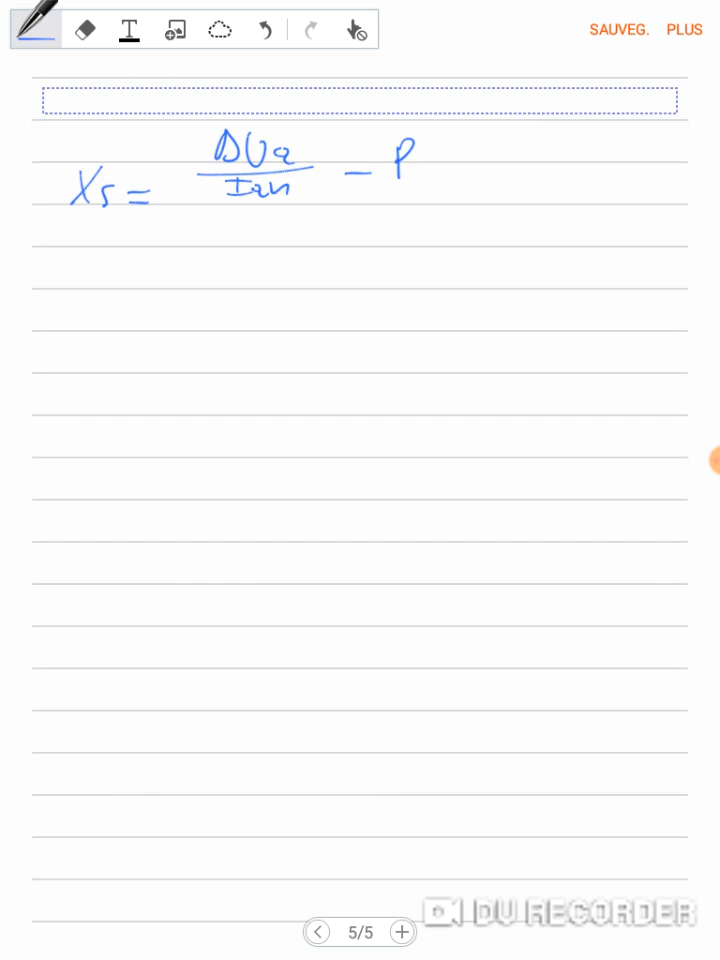 SAUVEG. PLUS
T
Xs = ΔUa / Ian - P
5/5
DU RECORDER